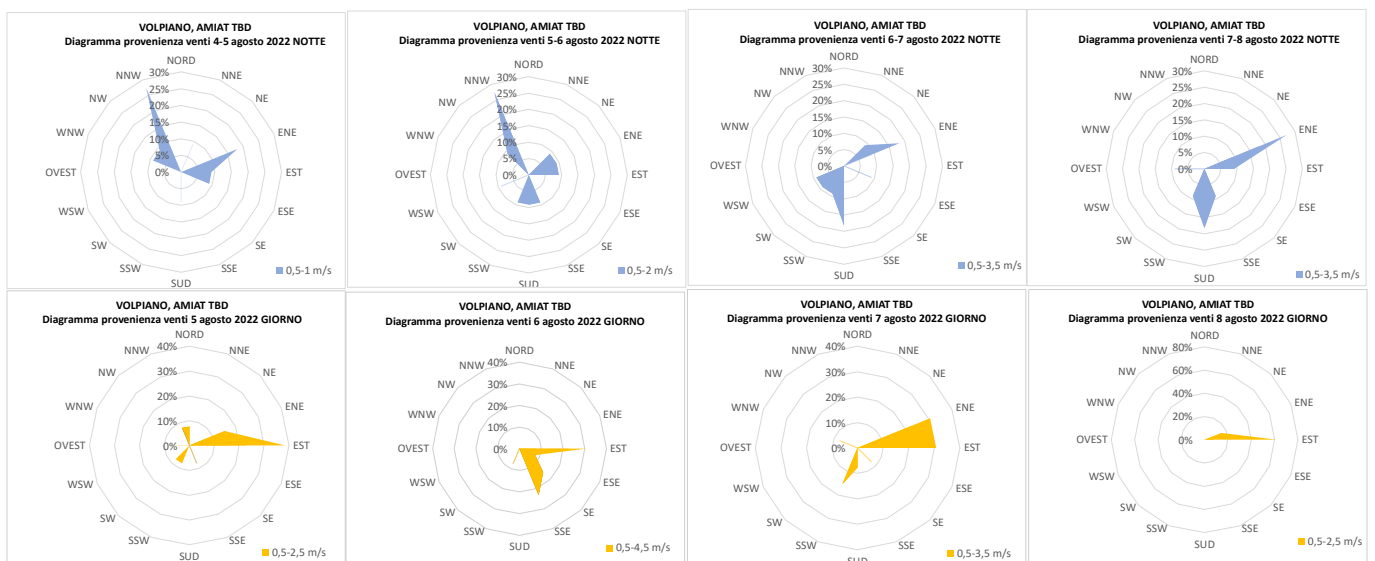 VOLPIANO, AMIAT TBD
Diagramma provenienza venti 4-5 agosto 2022 NOTTE
NORD
30%
NNW
NNE
25%
NW
NE
20%
15%
WNW
ENE
10%
5%
OVEST
0%
EST
WSW
ESE
SW
SE
SSW
SSE
SUD
0,5-1 m/s
VOLPIANO, AMIAT TBD
Diagramma provenienza venti 5-6 agosto 2022 NOTTE
NORD
30%
NNW
NNE
25%
NW
NE
20%
15%
WNW
ENE
10%
5%
OVEST
0%
EST
WSW
ESE
SW
SE
SSW
SSE
SUD
0,5-2 m/s
VOLPIANO, AMIAT TBD
Diagramma provenienza venti 6-7 agosto 2022 NOTTE
NORD
30%
NNW
NNE
25%
NW
NE
20%
15%
WNW
ENE
10%
5%
OVEST
0%
EST
WSW
ESE
SW
SE
SSW
SSE
SUD
0,5-3,5 m/s
VOLPIANO, AMIAT TBD
Diagramma provenienza venti 7-8 agosto 2022 NOTTE
NORD
30%
NNW
NNE
25%
NW
NE
20%
15%
WNW
ENE
10%
5%
OVEST
0%
EST
WSW
ESE
SW
SE
SSW
SSE
SUD
0,5-3,5 m/s
VOLPIANO, AMIAT TBD
Diagramma provenienza venti 5 agosto 2022 GIORNO
NORD
40%
NNW
NNE
30%
NW
NE
20%
WNW
ENE
10%
OVEST
0%
EST
WSW
ESE
SW
SE
SSW
SSE
SUD
0,5-2,5 m/s
VOLPIANO, AMIAT TBD
Diagramma provenienza venti 6 agosto 2022 GIORNO
NORD
40%
NNW
NNE
30%
NW
NE
20%
WNW
ENE
10%
OVEST
0%
EST
WSW
ESE
SW
SE
SSW
SSE
SUD
0,5-4,5 m/s
VOLPIANO, AMIAT TBD
Diagramma provenienza venti 7 agosto 2022 GIORNO
NORD
40%
NNW
NNE
30%
NW
NE
20%
WNW
ENE
10%
OVEST
0%
EST
WSW
ESE
SW
SE
SSW
SSE
SUD
0,5-3,5 m/s
VOLPIANO, AMIAT TBD
Diagramma provenienza venti 8 agosto 2022 GIORNO
NORD
80%
NNW
NNE
60%
NW
NE
40%
WNW
ENE
20%
OVEST
0%
EST
WSW
ESE
SW
SE
SSW
SSE
SUD
0,5-2,5 m/s